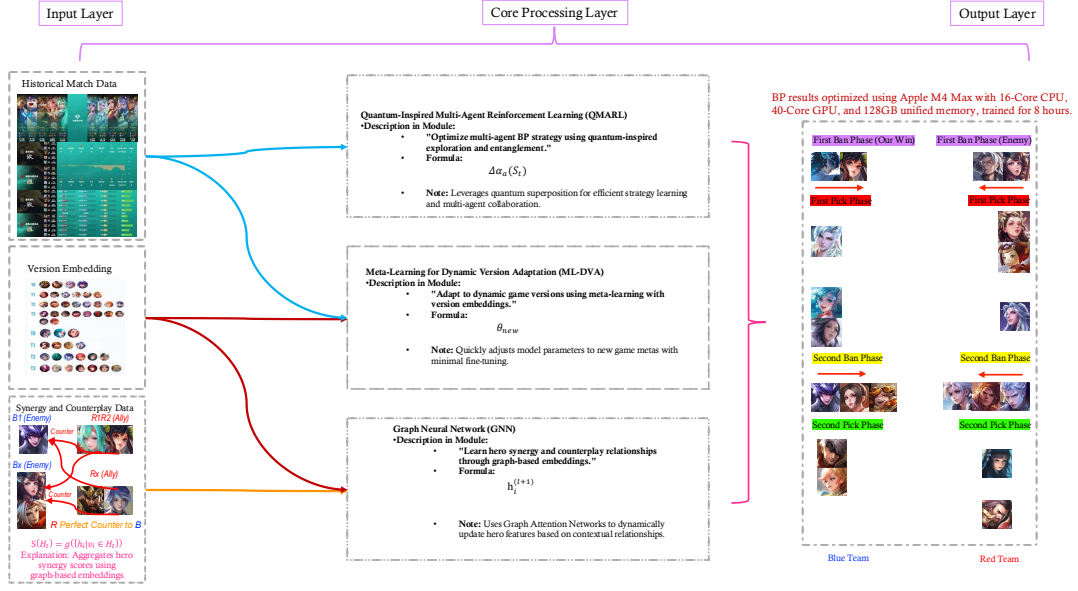 Input Layer
Core Processing Layer
Output Layer
Historical Match Data
Version Embedding
T0
T1
T2
T3
T0
T1
T2
T3
Synergy and Counterplay Data
B1 (Enemy)
R1R2 (Ally)
Counter
Bx (Enemy)
Rx (Ally)
Counter
R Perfect Counter to B
S(H_t) = g({h_i|v_i ∈ H_t})
Explanation: Aggregates hero
synergy scores using
graph-based embeddings
Quantum-Inspired Multi-Agent Reinforcement Learning (QMARL)
•Description in Module:
• "Optimize multi-agent BP strategy using quantum-inspired
exploration and entanglement."
• Formula:
Δα_a(S_t)
• Note: Leverages quantum superposition for efficient strategy learning
and multi-agent collaboration.
Meta-Learning for Dynamic Version Adaptation (ML-DVA)
•Description in Module:
• "Adapt to dynamic game versions using meta-learning with
version embeddings."
• Formula:
θ_new
• Note: Quickly adjusts model parameters to new game metas with
minimal fine-tuning.
Graph Neural Network (GNN)
•Description in Module:
• "Learn hero synergy and counterplay relationships
through graph-based embeddings."
• Formula:
h_i^(l+1)
• Note: Uses Graph Attention Networks to dynamically
update hero features based on contextual relationships.
BP results optimized using Apple M4 Max with 16-Core CPU,
40-Core GPU, and 128GB unified memory, trained for 8 hours.
First Ban Phase (Our Win)
First Ban Phase (Enemy)
First Pick Phase
First Pick Phase
Second Ban Phase
Second Ban Phase
Second Pick Phase
Second Pick Phase
Blue Team
Red Team